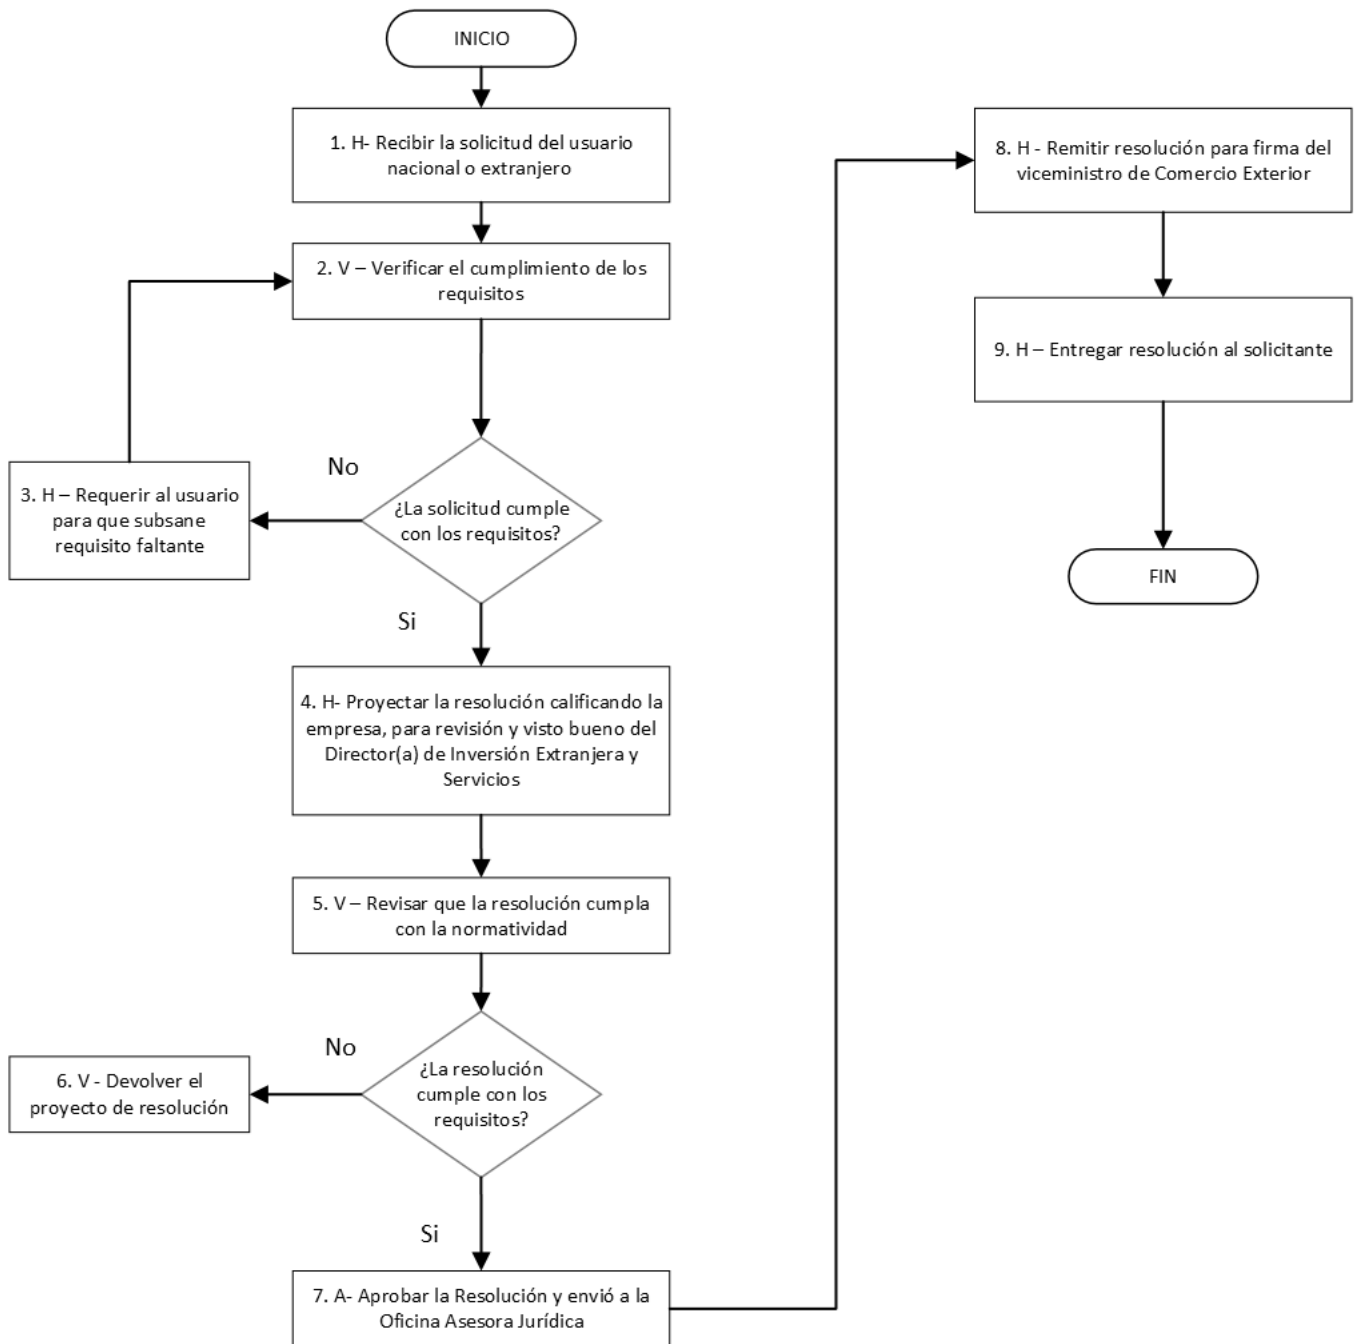 INICIO
1. H- Recibir la solicitud del usuario
nacional o extranjero
2. V – Verificar el cumplimiento de los
requisitos
No
¿La solicitud cumple
con los requisitos?
3. H – Requerir al usuario
para que subsane
requisito faltante
Si
4. H- Proyectar la resolución calificando la
empresa, para revisión y visto bueno del
Director(a) de Inversión Extranjera y
Servicios
5. V – Revisar que la resolución cumpla
con la normatividad
No
¿La resolución
cumple con los
requisitos?
6. V - Devolver el
proyecto de resolución
Si
7. A- Aprobar la Resolución y envió a la
Oficina Asesora Jurídica
8. H - Remitir resolución para firma del
viceministro de Comercio Exterior
9. H – Entregar resolución al solicitante
FIN